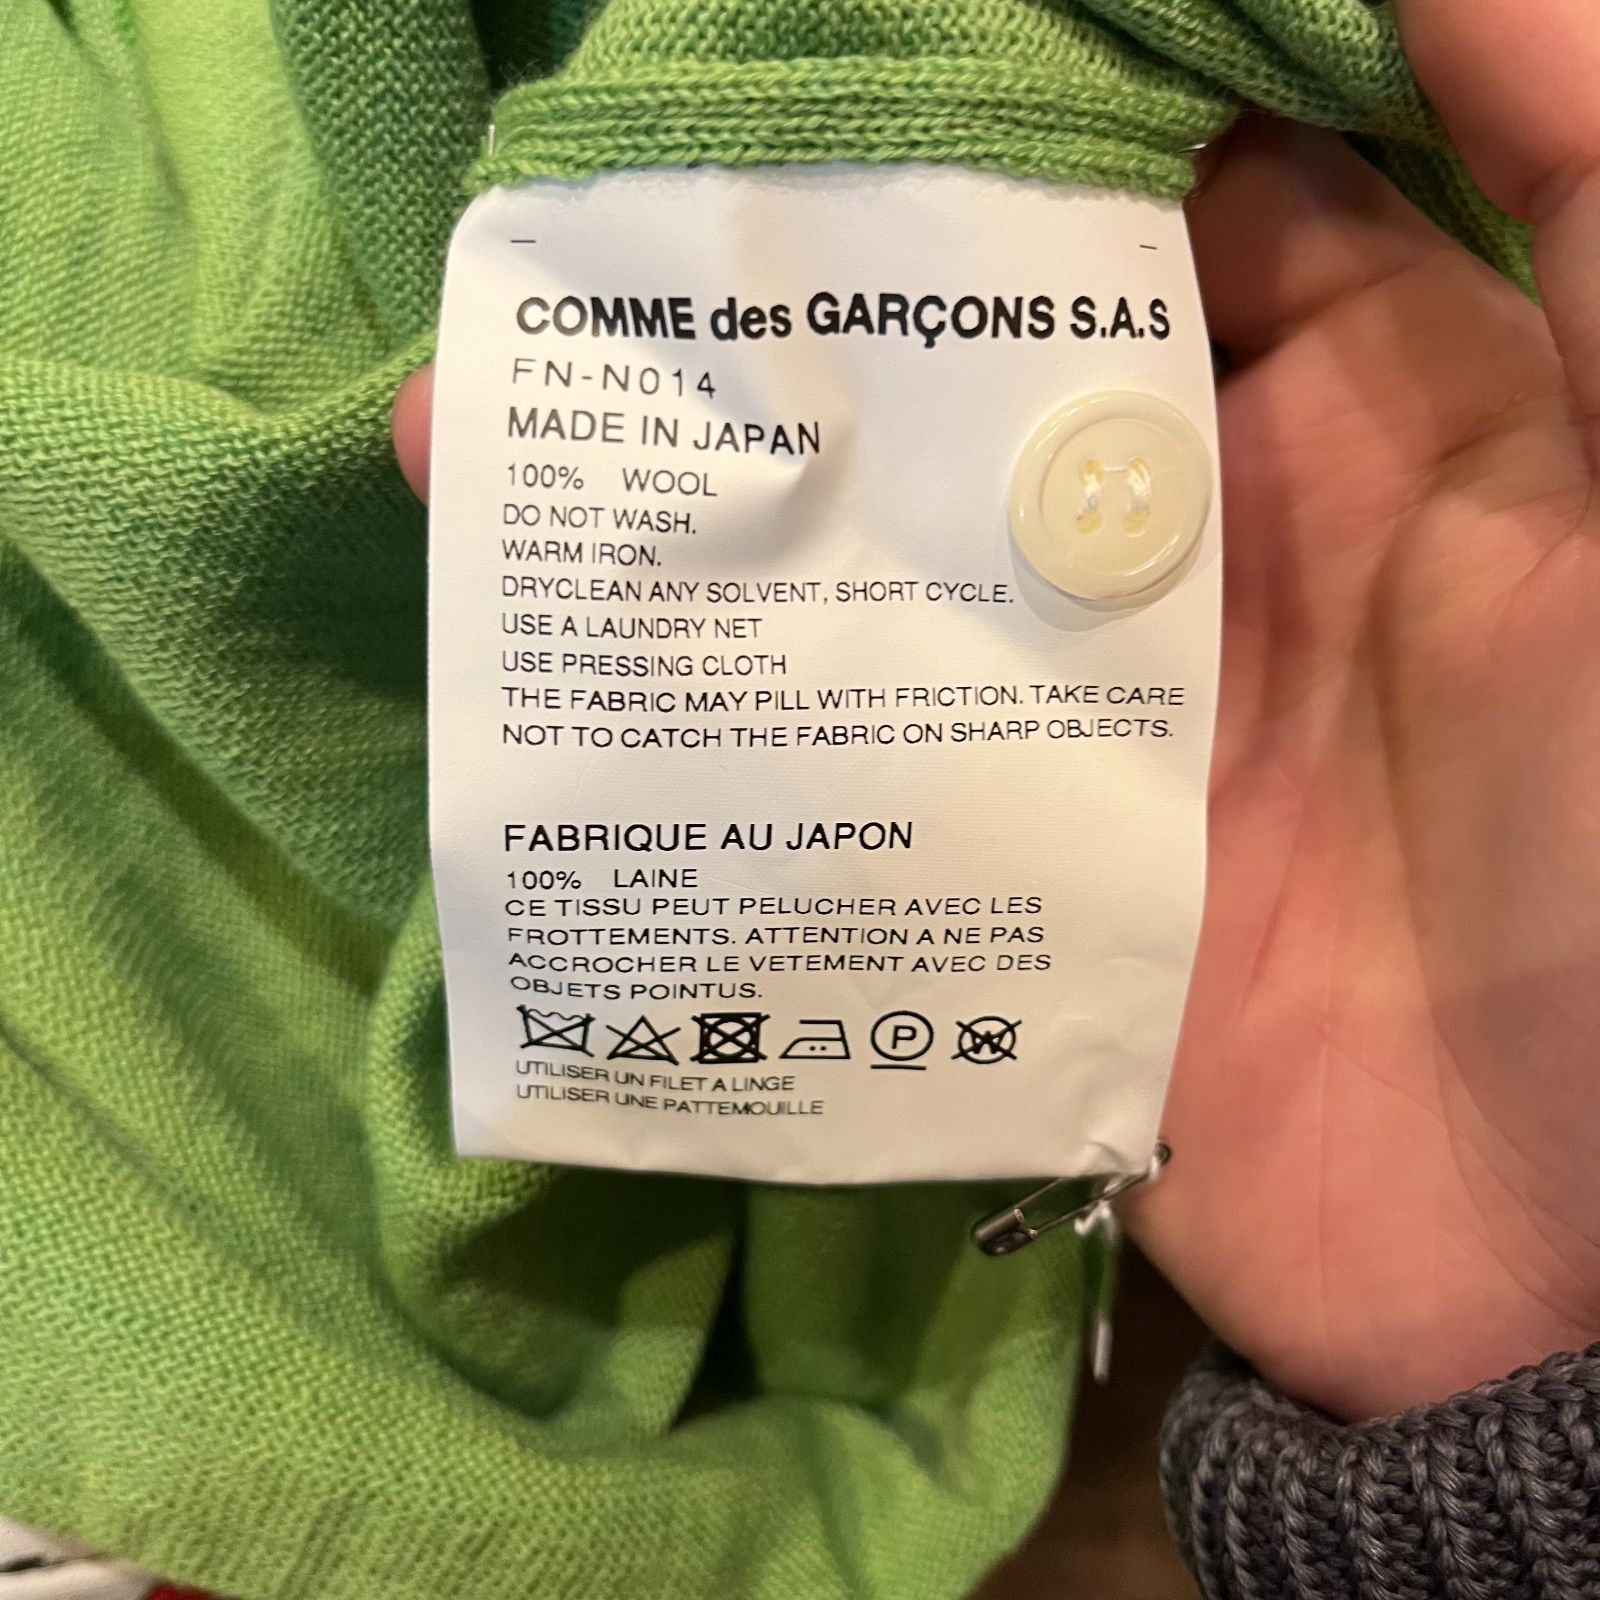 COMME des GARÇONS S.A.S
FN-N014
MADE IN JAPAN
100% WOOL
DO NOT WASH.
WARM IRON.
DRYCLEAN ANY SOLVENT, SHORT CYCLE.
USE A LAUNDRY NET
USE PRESSING CLOTH
THE FABRIC MAY PILL WITH FRICTION. TAKE CARE
NOT TO CATCH THE FABRIC ON SHARP OBJECTS.
FABRIQUE AU JAPON
100% LAINE
CE TISSU PEUT PELUCHER AVEC LES
FROTTEMENTS. ATTENTION A NE PAS
ACCROCHER LE VETEMENT AVEC DES
OBJETS POINTUS.
P W
UTILISER UN FILET A LINGE
UTILISER UNE PATTEMOUILLE